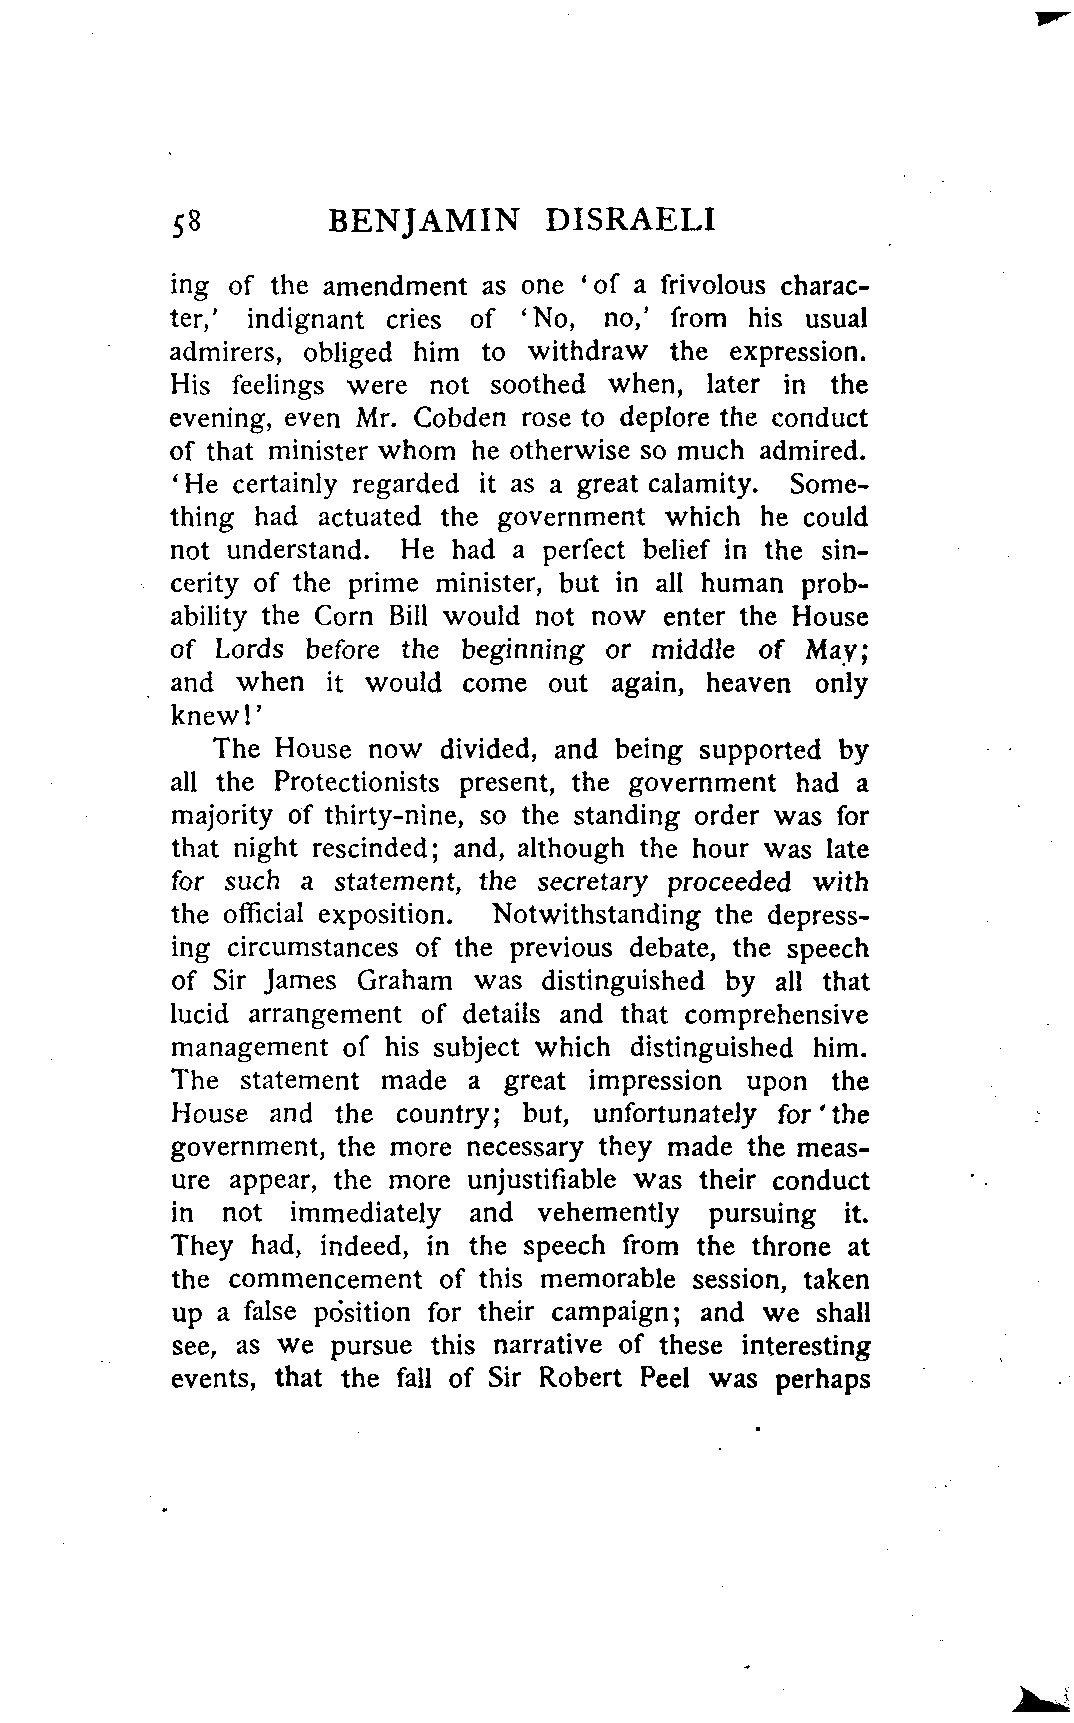 58 BENJAMIN DISRAELI
ing of the amendment as one ‘of a frivolous charac-
ter,’ indignant cries of ‘No, no,’ from his usual
admirers, obliged him to withdraw the expression.
His feelings were not soothed when, later in the
evening, even Mr. Cobden rose to deplore the conduct
of that minister whom he otherwise so much admired.
‘He certainly regarded it as a great calamity. Some-
thing had actuated the government which he could
not understand. He had a perfect belief in the sin-
cerity of the prime minister, but in all human prob-
ability the Corn Bill would not now enter the House
of Lords before the beginning or middle of May;
and when it would come out again, heaven only
knew!’
The House now divided, and being supported by
all the Protectionists present, the government had a
majority of thirty-nine, so the standing order was for
that night rescinded; and, although the hour was late
for such a statement, the secretary proceeded with
the official exposition. Notwithstanding the depress-
ing circumstances of the previous debate, the speech
of Sir James Graham was distinguished by all that
lucid arrangement of details and that comprehensive
management of his subject which distinguished him.
The statement made a great impression upon the
House and the country; but, unfortunately for the
government, the more necessary they made the meas-
ure appear, the more unjustifiable was their conduct
in not immediately and vehemently pursuing it.
They had, indeed, in the speech from the throne at
the commencement of this memorable session, taken
up a false position for their campaign; and we shall
see, as we pursue this narrative of these interesting
events, that the fall of Sir Robert Peel was perhaps